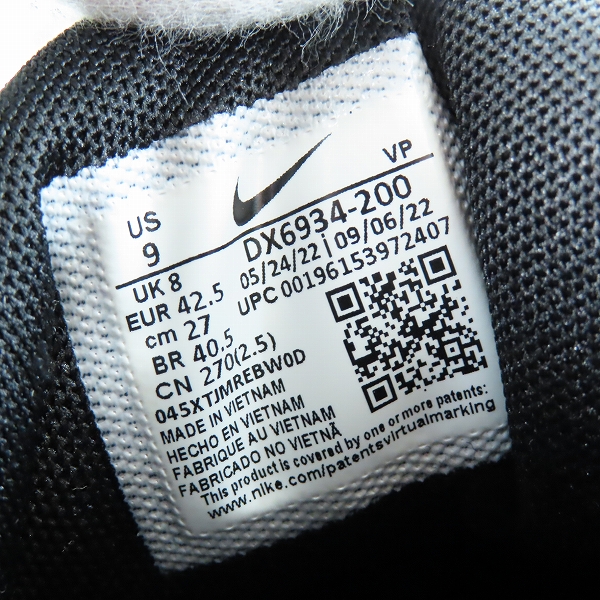 US
9
VP
DX6934-200
05/24/22 | 09/06/22
UPC 00196153972407
UK 8
EUR 42.5
cm 27
BR 40.5
CN 270(2.5)
045XTJMREBW0D
MADE IN VIETNAM
HECHO EN VIETNAM
FABRIQUE AU VIETNAM
FABRICADO NO VIETNÃ
This product is covered by one or more patents:
www.nike.com/patentsvirtualmarking